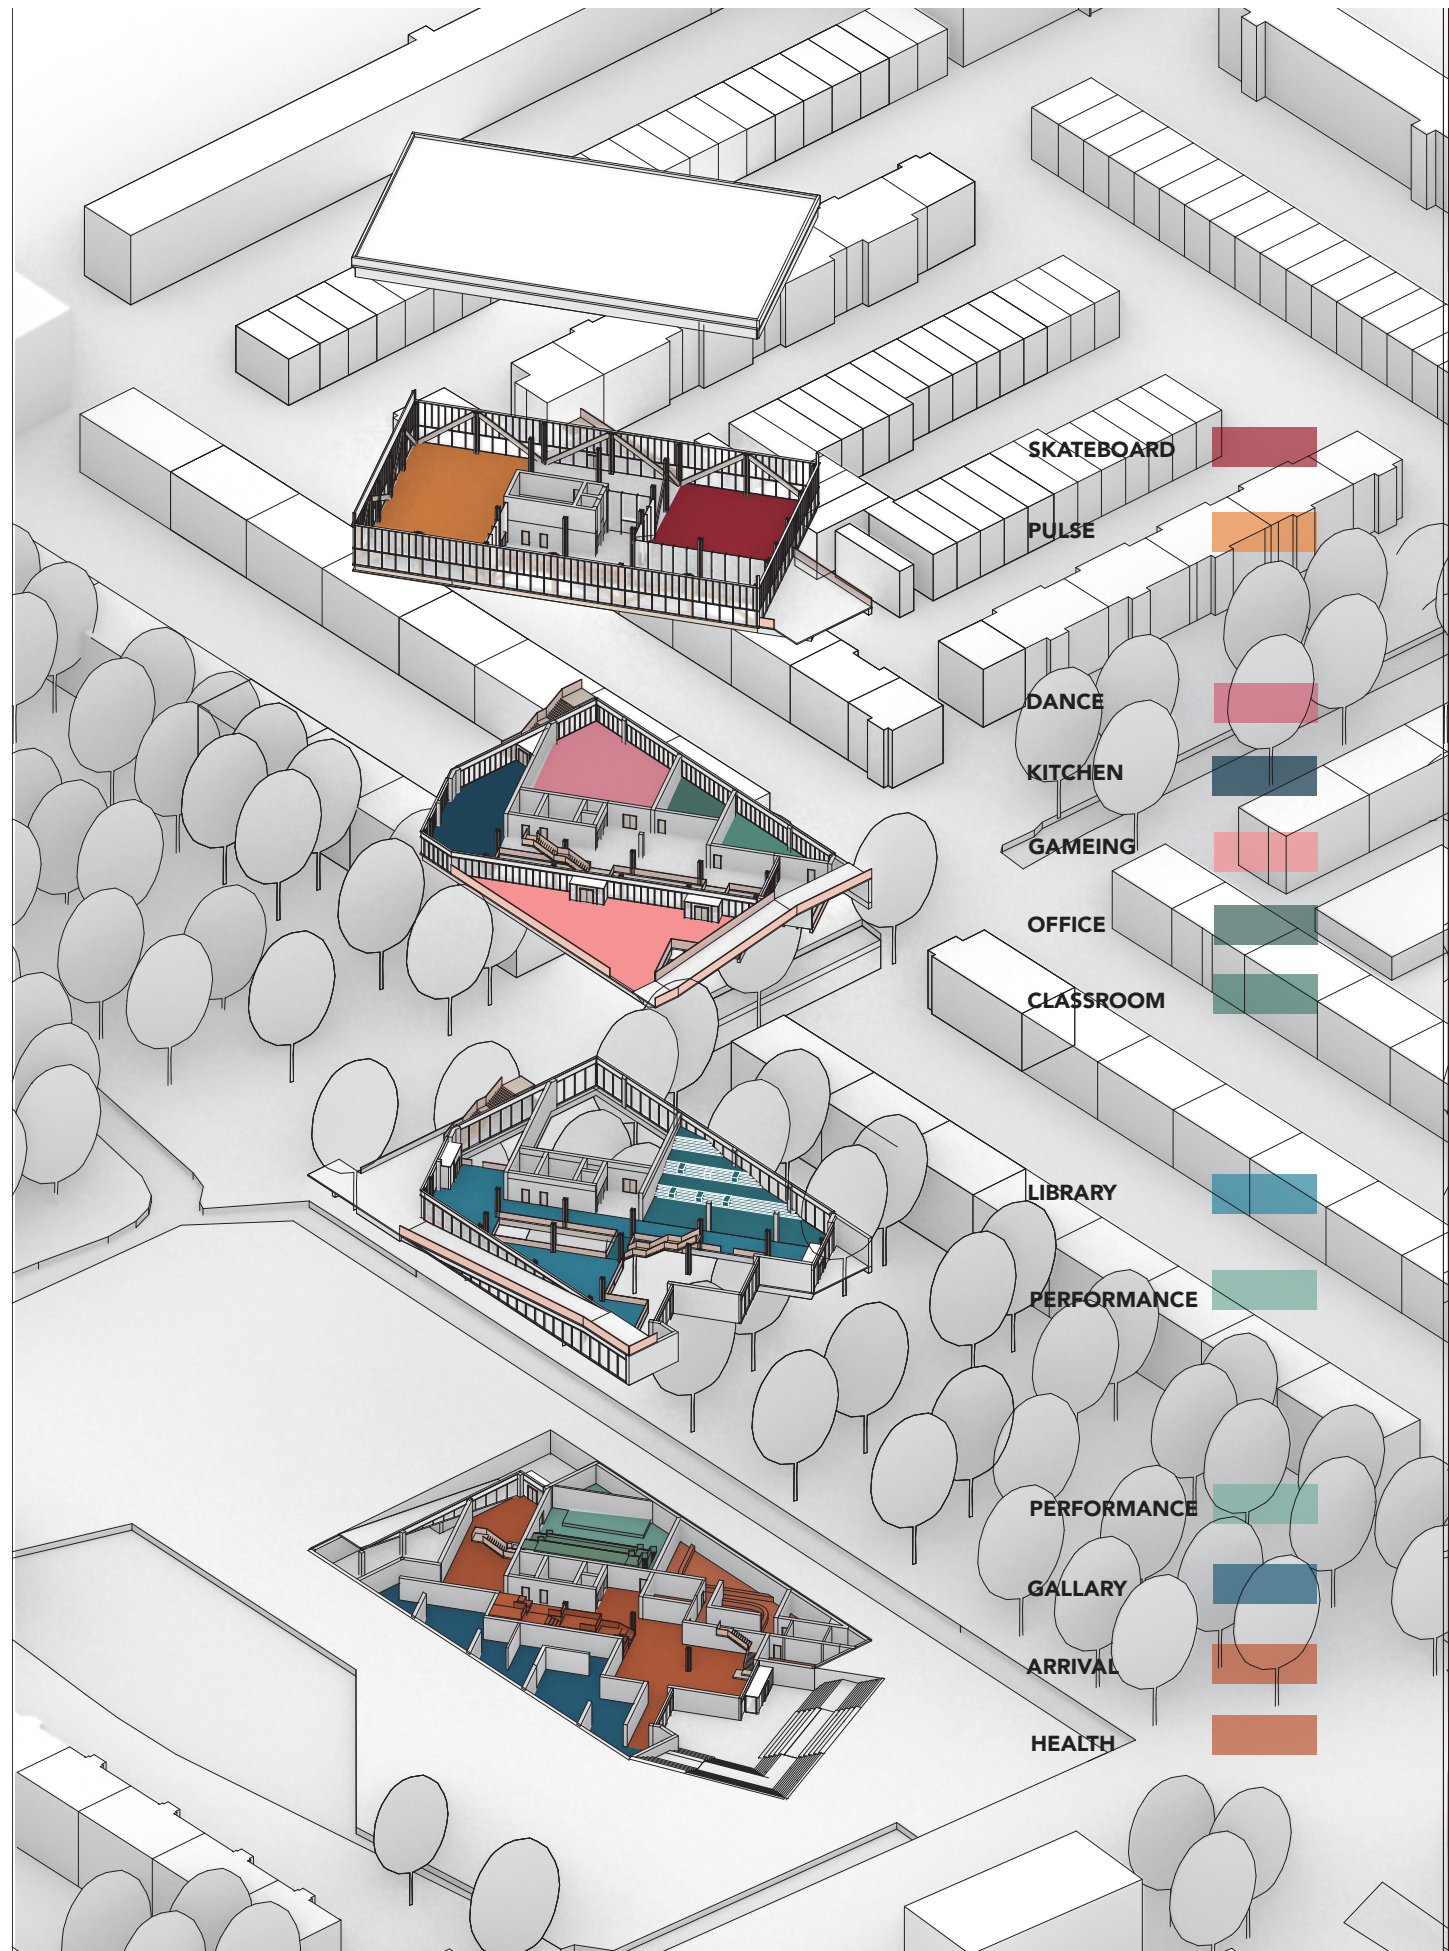 SKATEBOARD
PULSE
DANCE
KITCHEN
GAMEING
OFFICE
CLASSROOM
LIBRARY
PERFORMANCE
PERFORMANCE
GALLARY
ARRIVAL
HEALTH